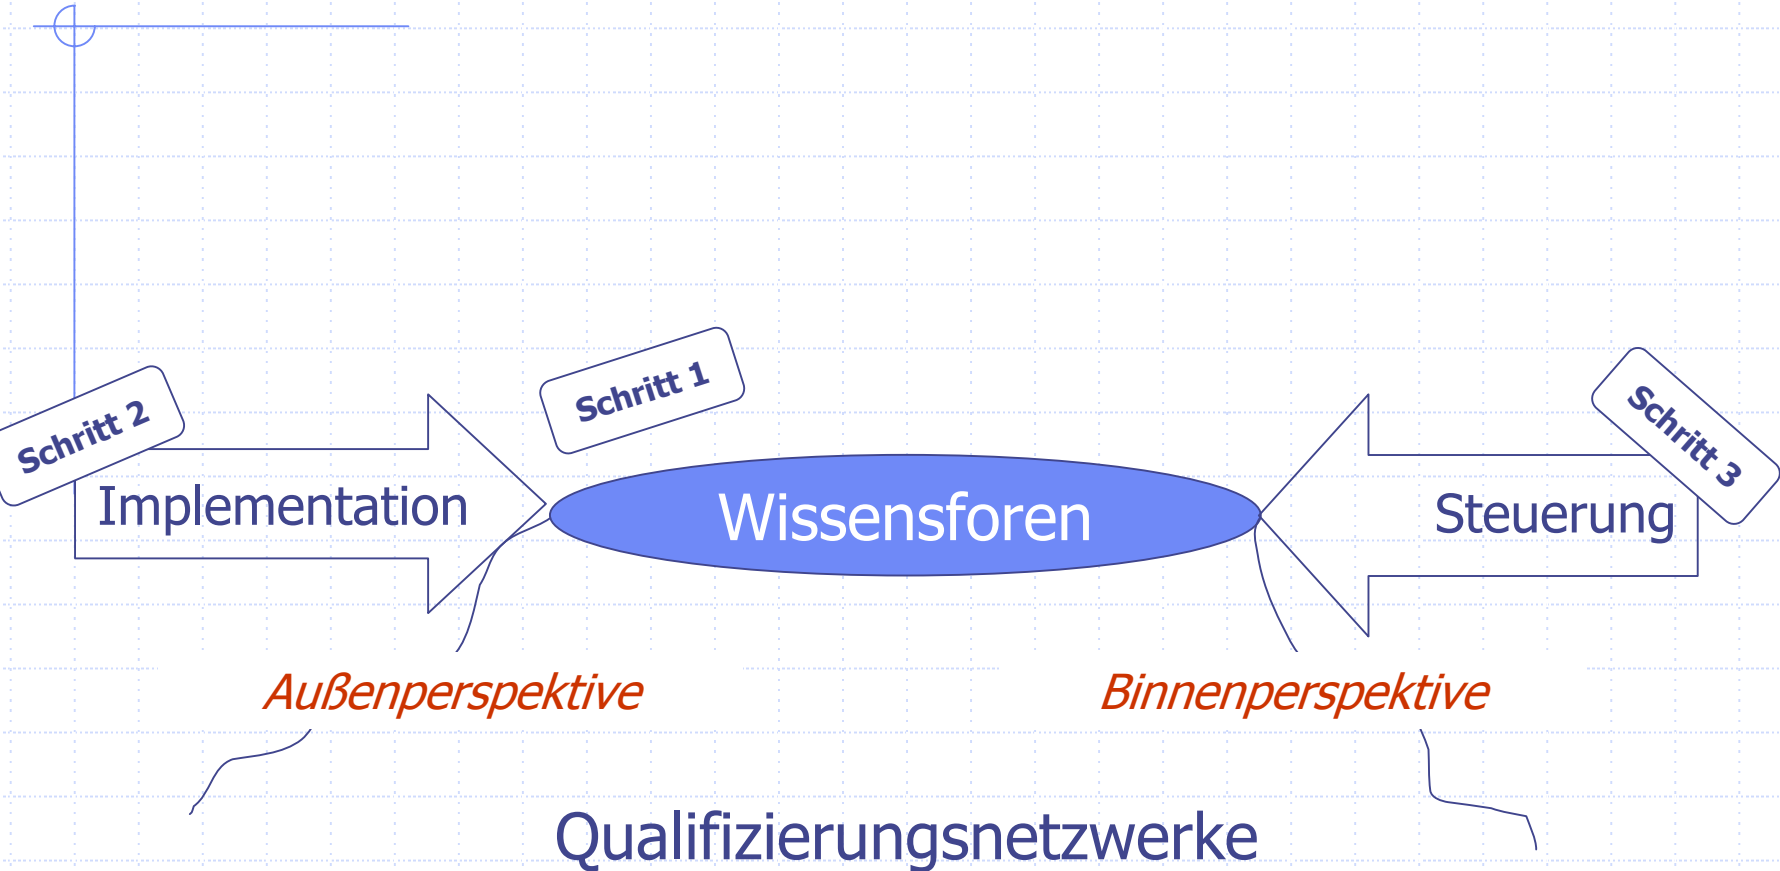 Schritt 1
Schritt 2
Schritt 3
Implementation
Wissensforen
Steuerung
Außenperspektive
Binnenperspektive
Qualifizierungsnetzwerke